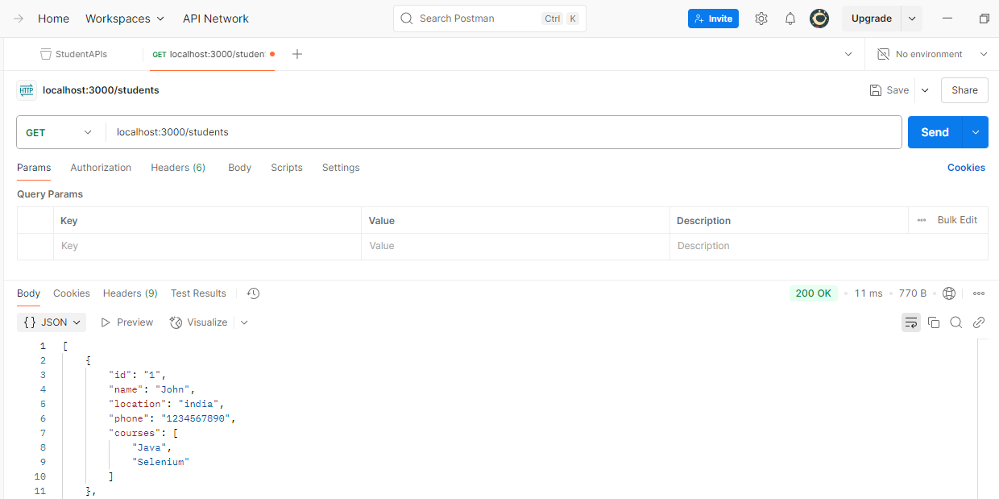 Home Workspaces API Network Search Postman Ctrl K Invite Upgrade
StudentAPIs GET localhost:3000/studen No environment
HTTP localhost:3000/students Save Share
GET localhost:3000/students Send
Params Authorization Headers (6) Body Scripts Settings Cookies
Query Params
Key Value Description Bulk Edit
Key Value Description
Body Cookies Headers (9) Test Results 200 OK 11 ms 770 B
{} JSON Preview Visualize
1 [
2 {
3 "id": "1",
4 "name": "John",
5 "location": "india",
6 "phone": "1234567890",
7 "courses": [
8 "Java",
9 "Selenium"
10 ]
11 },